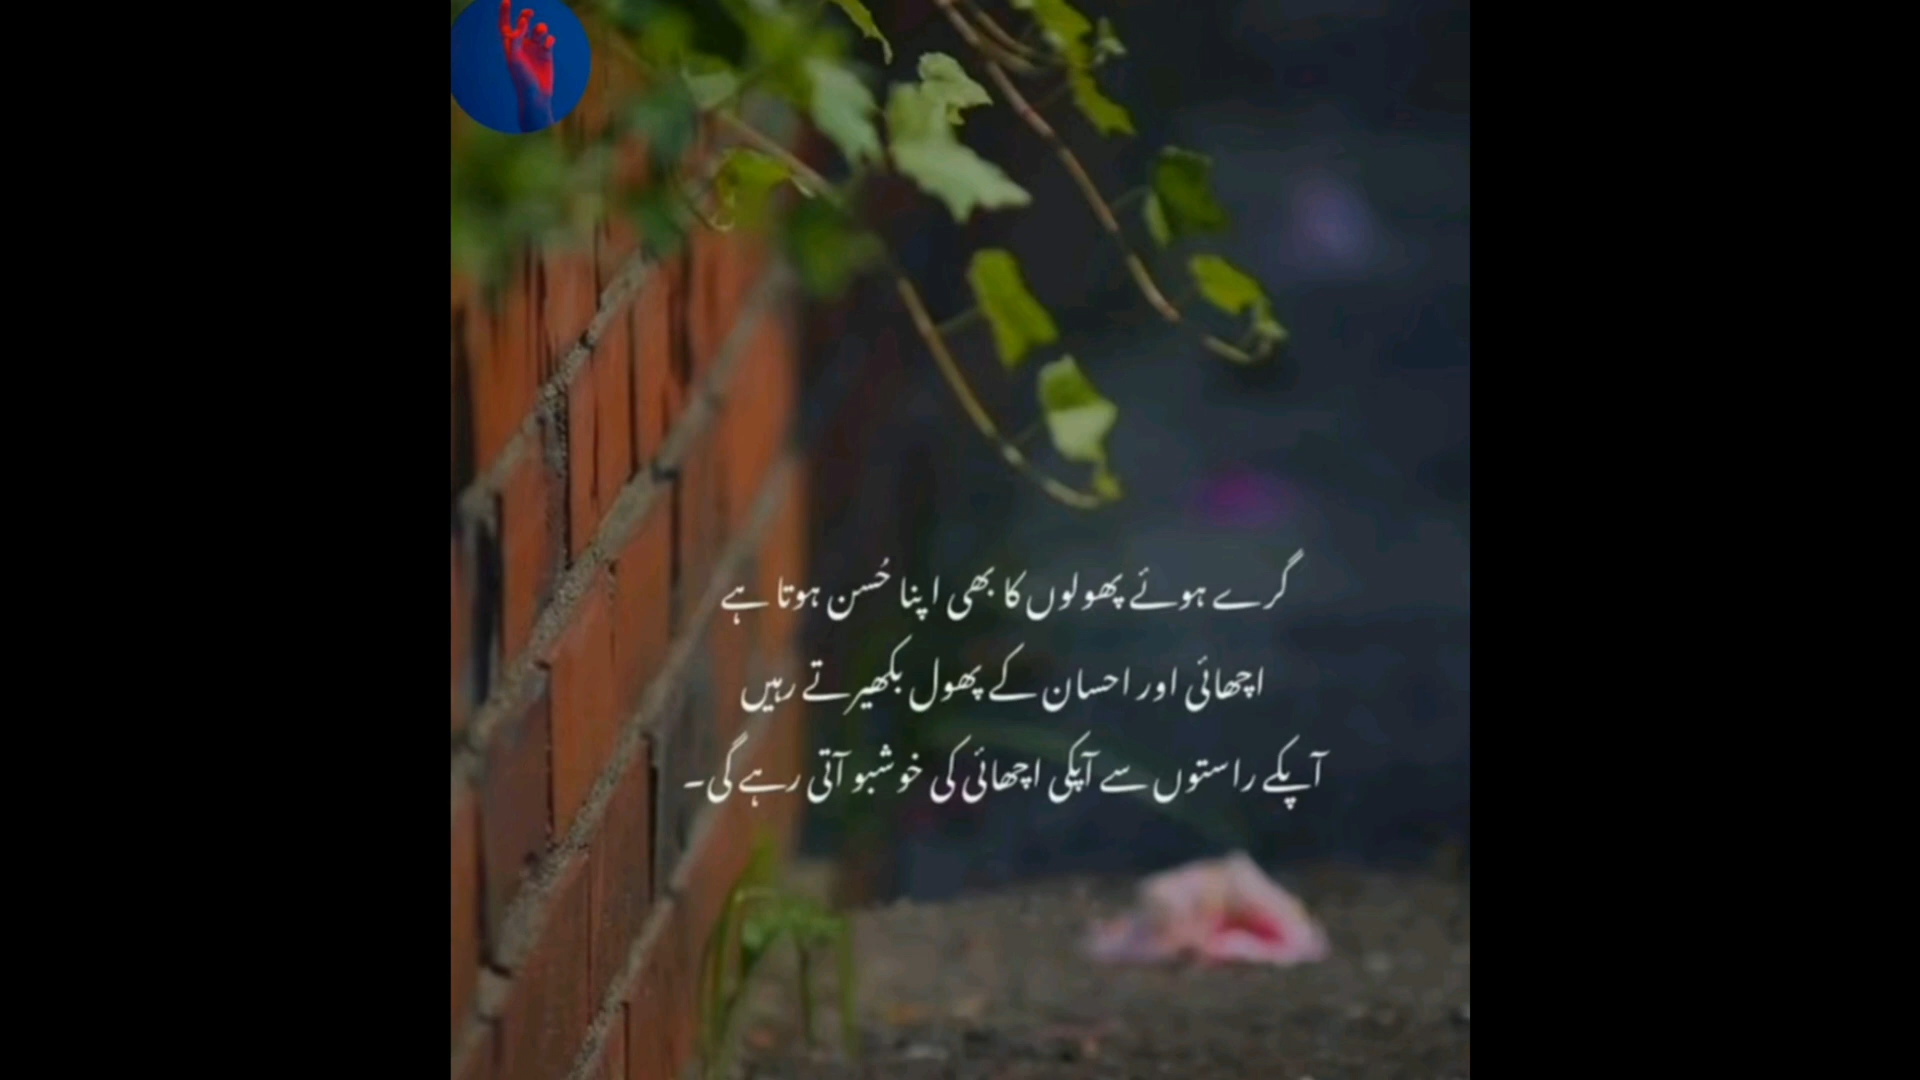 گرے ہوئے پھولوں کا بھی اپنا حُسن ہوتا ہے
اچھائی اور احسان کے پھول بکھیرتے رہیں
آپکے راستوں سے آپکی اچھائی کی خوشبو آتی رہے گی۔